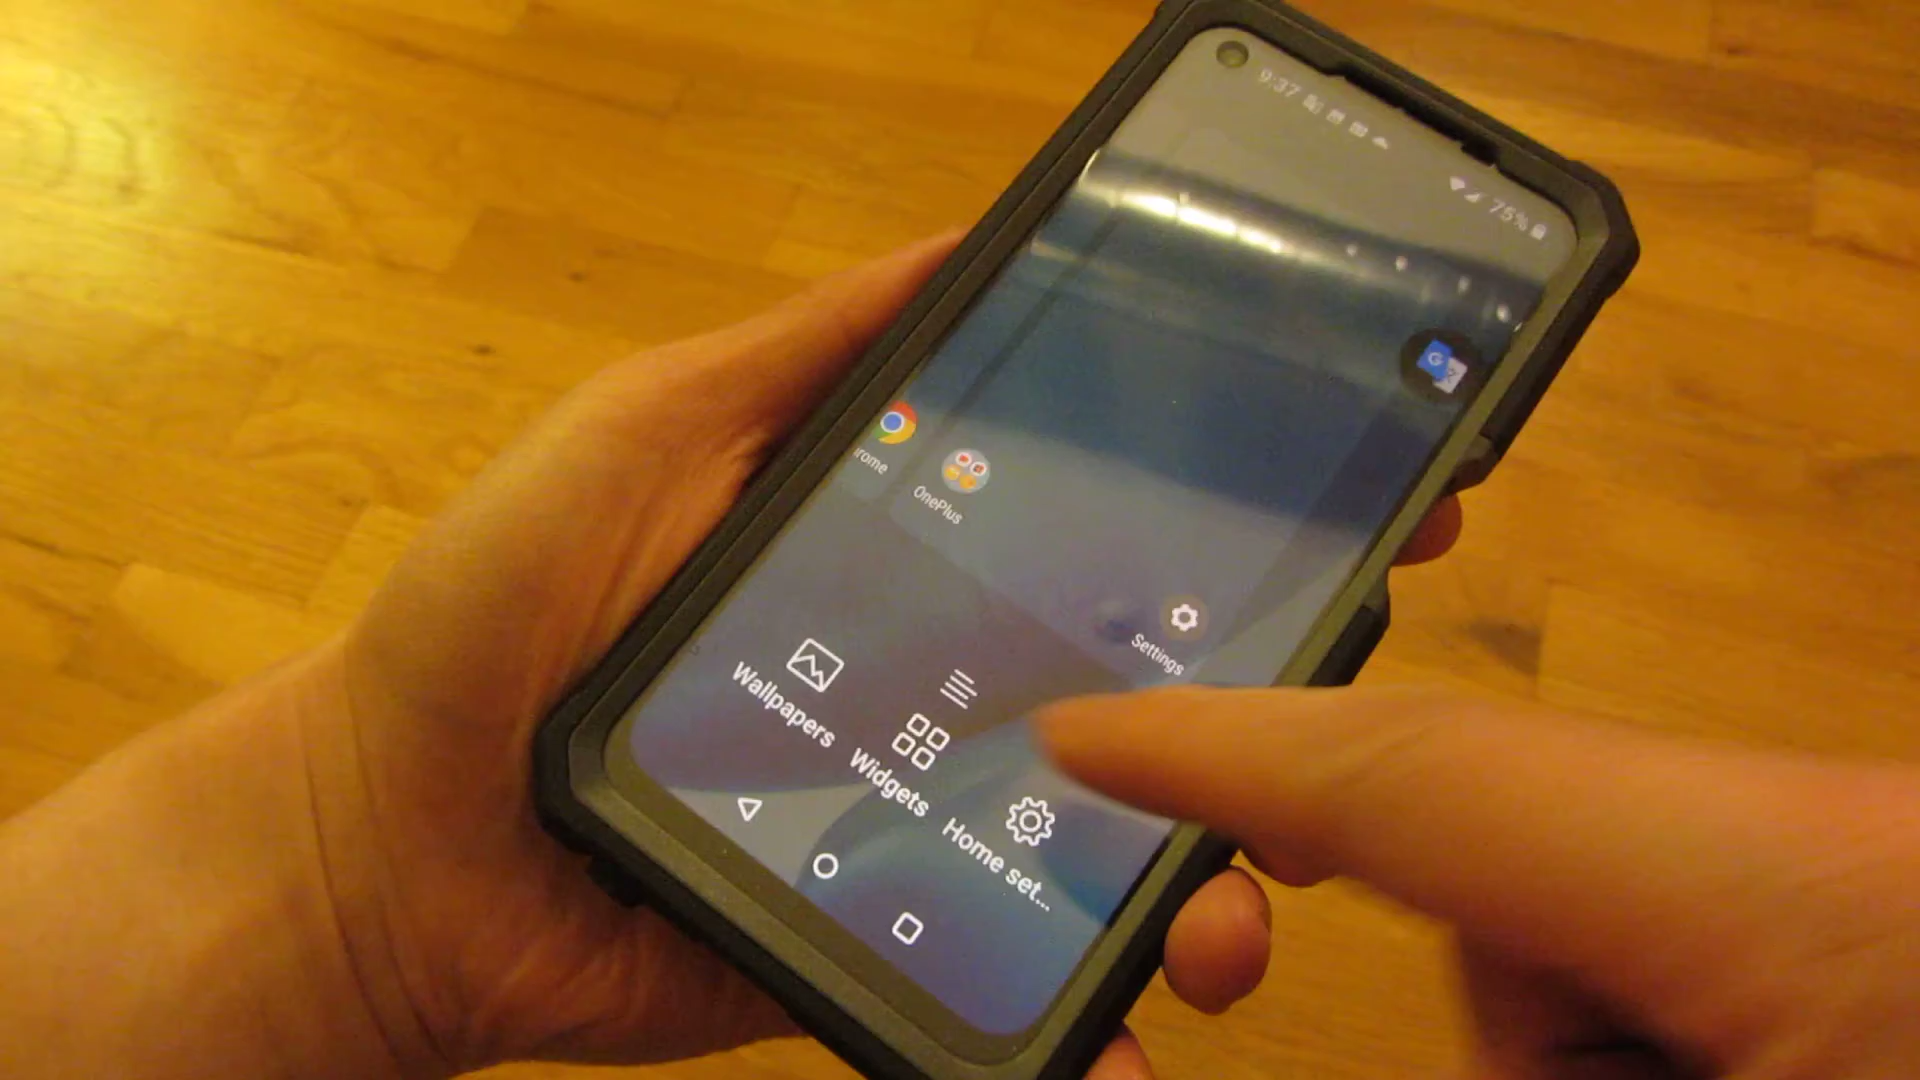 9:37
75%
rome
OnePlus
Settings
Wallpapers
Widgets
Home set...